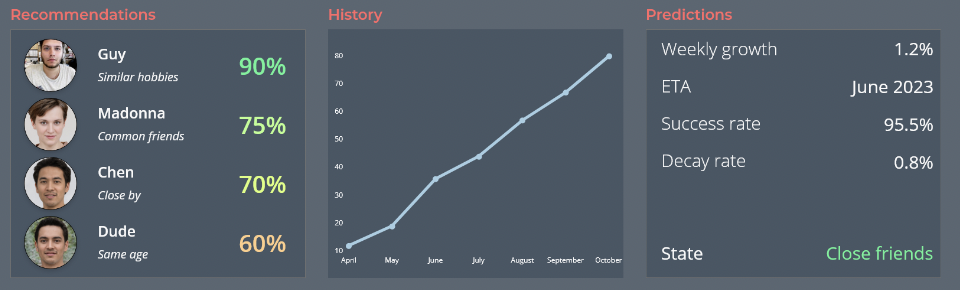 Recommendations
Guy
Similar hobbies
90%
Madonna
Common friends
75%
Chen
Close by
70%
Dude
Same age
60%
History
80
70
60
50
40
30
20
10
April May June July August September October
Predictions
Weekly growth 1.2%
ETA June 2023
Success rate 95.5%
Decay rate 0.8%
State Close friends